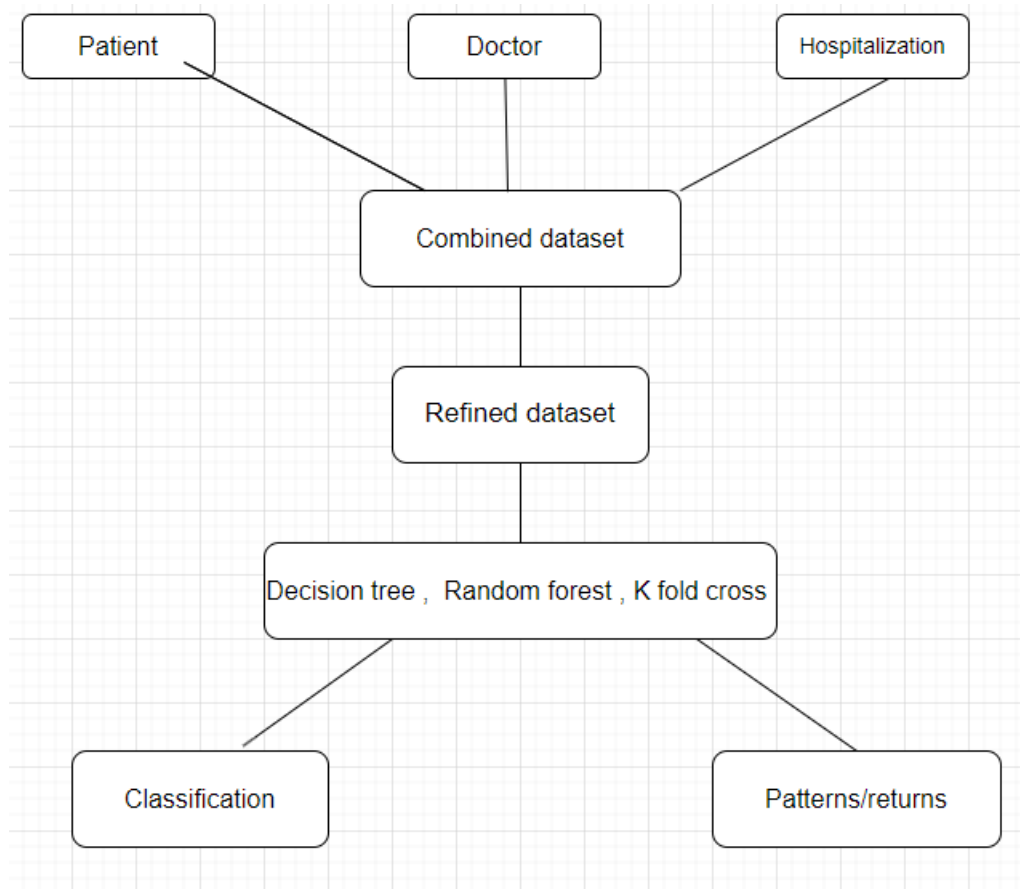 Patient
Doctor
Hospitalization
Combined dataset
Refined dataset
Decision tree ,  Random forest , K fold cross
Classification
Patterns/returns